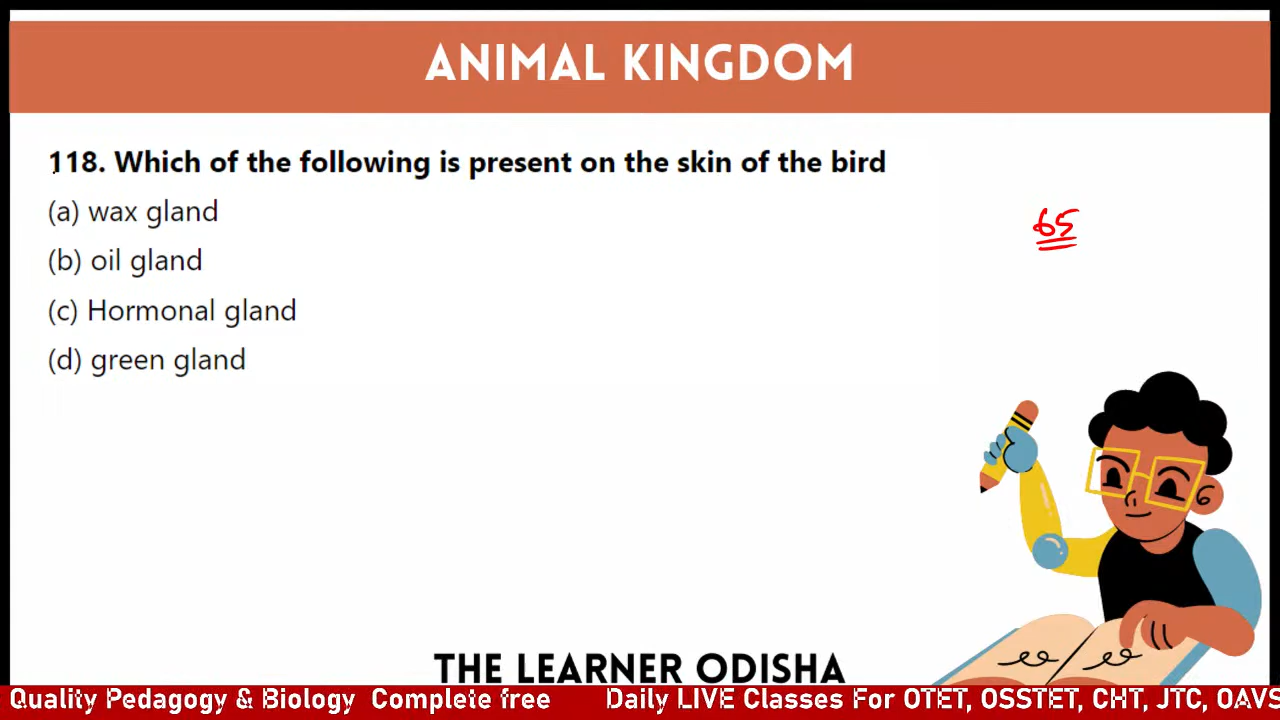 ANIMAL KINGDOM
118. Which of the following is present on the skin of the bird
(a) wax gland
65
(b) oil gland
(c) Hormonal gland
(d) green gland
THE LEARNER ODISHA
Quality Pedagogy & Biology Complete free Daily LIVE Classes For OTET, OSSTET, CHT, JTC, OAVS